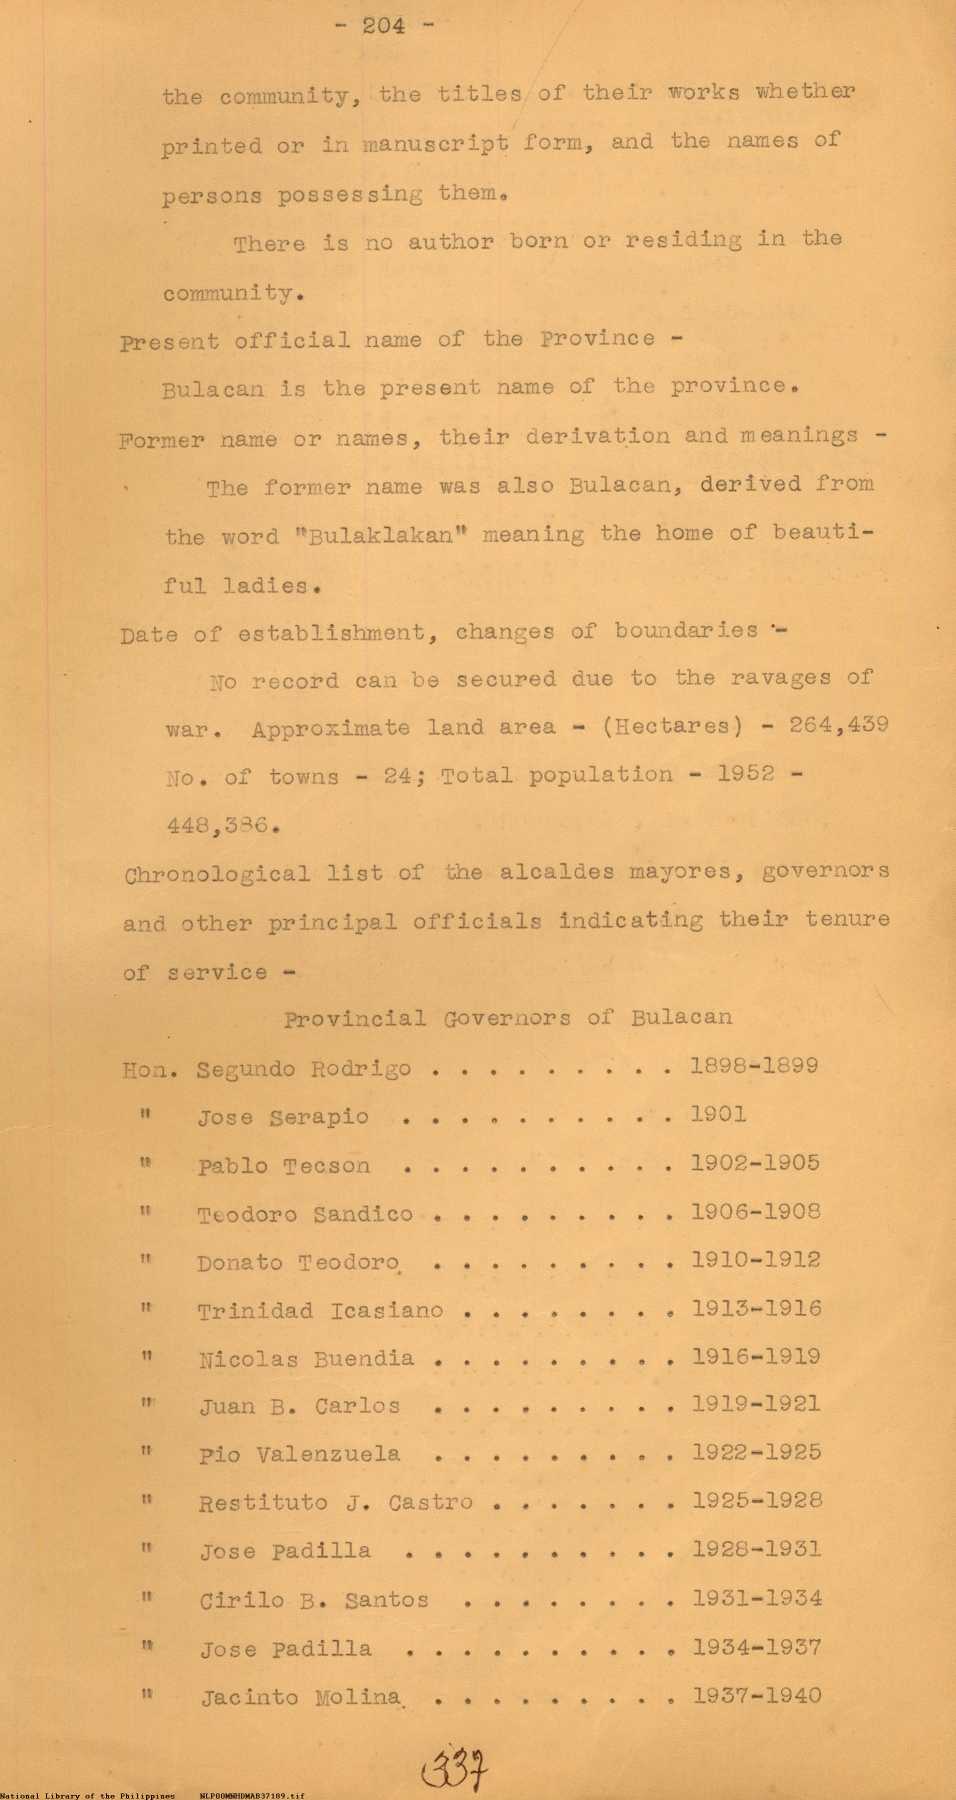 - 204 -
the community, the titles of their works whether
printed or in manuscript form, and the names of
persons possessing them.
There is no author born or residing in the
community.
Present official name of the Province -
Bulacan is the present name of the province.
Former name or names, their derivation and meanings -
The former name was also Bulacan, derived from
the word "Bulaklakan" meaning the home of beauti-
ful ladies.
Date of establishment, changes of boundaries -
No record can be secured due to the ravages of
war. Approximate land area - (Hectares) - 264,439
No. of towns - 24; Total population - 1952 -
448,386.
Chronological list of the alcaldes mayores, governors
and other principal officials indicating their tenure
of service -
Provincial Governors of Bulacan
Hon. Segundo Rodrigo . . . . . . . . . 1898-1899
" Jose Serapio . . . . . . . . . . 1901
" Pablo Tecson . . . . . . . . . . 1902-1905
" Teodoro Sandico . . . . . . . . . 1906-1908
" Donato Teodoro . . . . . . . . . 1910-1912
" Trinidad Icasiano . . . . . . . . 1913-1916
" Nicolas Buendia . . . . . . . . . 1916-1919
" Juan B. Carlos . . . . . . . . . 1919-1921
" Pio Valenzuela . . . . . . . . . 1922-1925
" Restituto J. Castro . . . . . . . 1925-1928
" Jose Padilla . . . . . . . . . . 1928-1931
" Cirilo B. Santos . . . . . . . . 1931-1934
" Jose Padilla . . . . . . . . . . 1934-1937
" Jacinto Molina . . . . . . . . . 1937-1940
337
National Library of the Philippines NLPOOMNHDMAB37189.tif